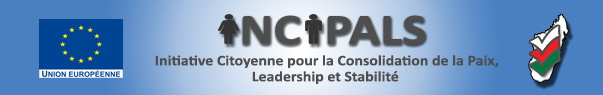 INCIPALS
Initiative Citoyenne pour la Consolidation de la Paix,
Leadership et Stabilité
UNION EUROPÉENNE